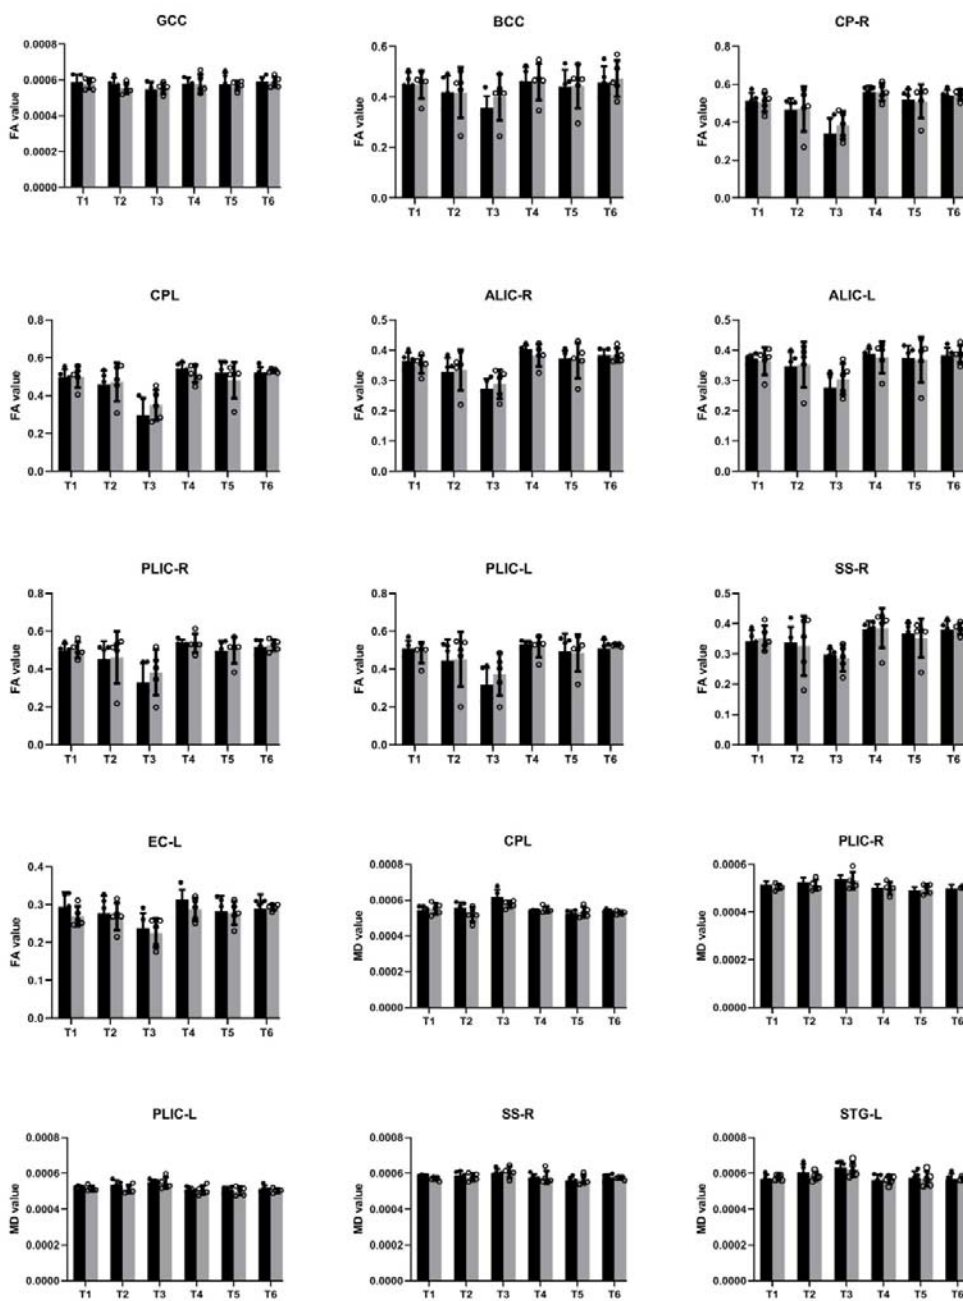 GCC
FA value
0.0008
0.0006
0.0004
0.0002
0.0000
T1 T2 T3 T4 T5 T6
BCC
FA value
0.6
0.4
0.2
0.0
T1 T2 T3 T4 T5 T6
CP-R
FA value
0.8
0.6
0.4
0.2
0.0
T1 T2 T3 T4 T5 T6
CPL
FA value
0.8
0.6
0.4
0.2
0.0
T1 T2 T3 T4 T5 T6
ALIC-R
FA value
0.5
0.4
0.3
0.2
0.1
0.0
T1 T2 T3 T4 T5 T6
ALIC-L
FA value
0.5
0.4
0.3
0.2
0.1
0.0
T1 T2 T3 T4 T5 T6
PLIC-R
FA value
0.8
0.6
0.4
0.2
0.0
T1 T2 T3 T4 T5 T6
PLIC-L
FA value
0.8
0.6
0.4
0.2
0.0
T1 T2 T3 T4 T5 T6
SS-R
FA value
0.5
0.4
0.3
0.2
0.1
0.0
T1 T2 T3 T4 T5 T6
EC-L
FA value
0.4
0.3
0.2
0.1
0.0
T1 T2 T3 T4 T5 T6
CPL
MD value
0.0008
0.0006
0.0004
0.0002
0.0000
T1 T2 T3 T4 T5 T6
PLIC-R
MD value
0.0006
0.0004
0.0002
0.0000
T1 T2 T3 T4 T5 T6
PLIC-L
MD value
0.0008
0.0006
0.0004
0.0002
0.0000
T1 T2 T3 T4 T5 T6
SS-R
MD value
0.0008
0.0006
0.0004
0.0002
0.0000
T1 T2 T3 T4 T5 T6
STG-L
MD value
0.0008
0.0006
0.0004
0.0002
0.0000
T1 T2 T3 T4 T5 T6